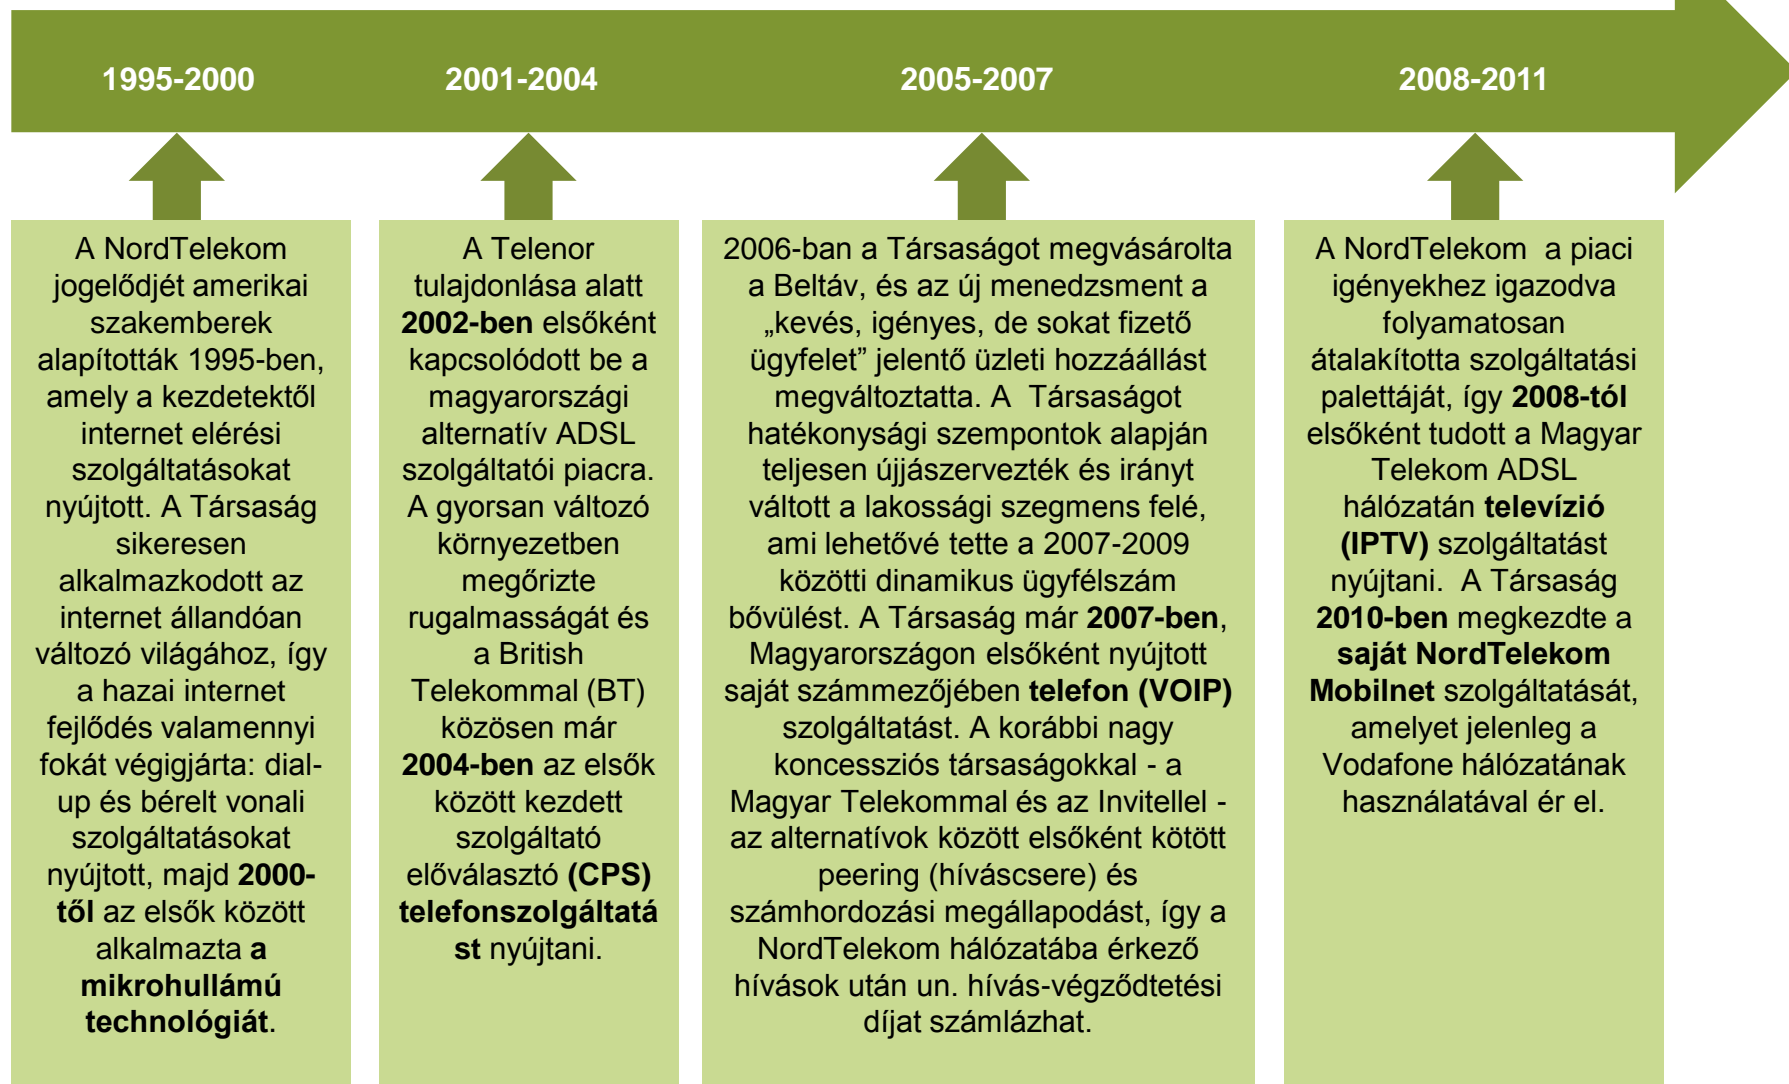 1995-2000
2001-2004
2005-2007
2008-2011
A NordTelekom
jogelődjét amerikai
szakemberek
alapították 1995-ben,
amely a kezdetektől
internet elérési
szolgáltatásokat
nyújtott. A Társaság
sikeresen
alkalmazkodott az
internet állandóan
változó világához, így
a hazai internet
fejlődés valamennyi
fokát végigjárta: dial-
up és bérelt vonali
szolgáltatásokat
nyújtott, majd 2000-
től az elsők között
alkalmazta a
mikrohullámú
technológiát.
A Telenor
tulajdonlása alatt
2002-ben elsőként
kapcsolódott be a
magyarországi
alternatív ADSL
szolgáltatói piacra.
A gyorsan változó
környezetben
megőrizte
rugalmasságát és
a British
Telekommal (BT)
közösen már
2004-ben az elsők
között kezdett
szolgáltató
előválasztó (CPS)
telefonszolgáltatá
st nyújtani.
2006-ban a Társaságot megvásárolta
a Beltáv, és az új menedzsment a
„kevés, igényes, de sokat fizető
ügyfelet” jelentő üzleti hozzáállást
megváltoztatta. A Társaságot
hatékonysági szempontok alapján
teljesen újjászervezték és irányt
váltott a lakossági szegmens felé,
ami lehetővé tette a 2007-2009
közötti dinamikus ügyfélszám
bővülést. A Társaság már 2007-ben,
Magyarországon elsőként nyújtott
saját számmezőjében telefon (VOIP)
szolgáltatást. A korábbi nagy
koncessziós társaságokkal - a
Magyar Telekommal és az Invitellel -
az alternatívok között elsőként kötött
peering (híváscsere) és
számhordozási megállapodást, így a
NordTelekom hálózatába érkező
hívások után un. hívás-végződtetési
díjat számlázhat.
A NordTelekom a piaci
igényekhez igazodva
folyamatosan
átalakította szolgáltatási
palettáját, így 2008-tól
elsőként tudott a Magyar
Telekom ADSL
hálózatán televízió
(IPTV) szolgáltatást
nyújtani. A Társaság
2010-ben megkezdte a
saját NordTelekom
Mobilnet szolgáltatását,
amelyet jelenleg a
Vodafone hálózatának
használatával ér el.